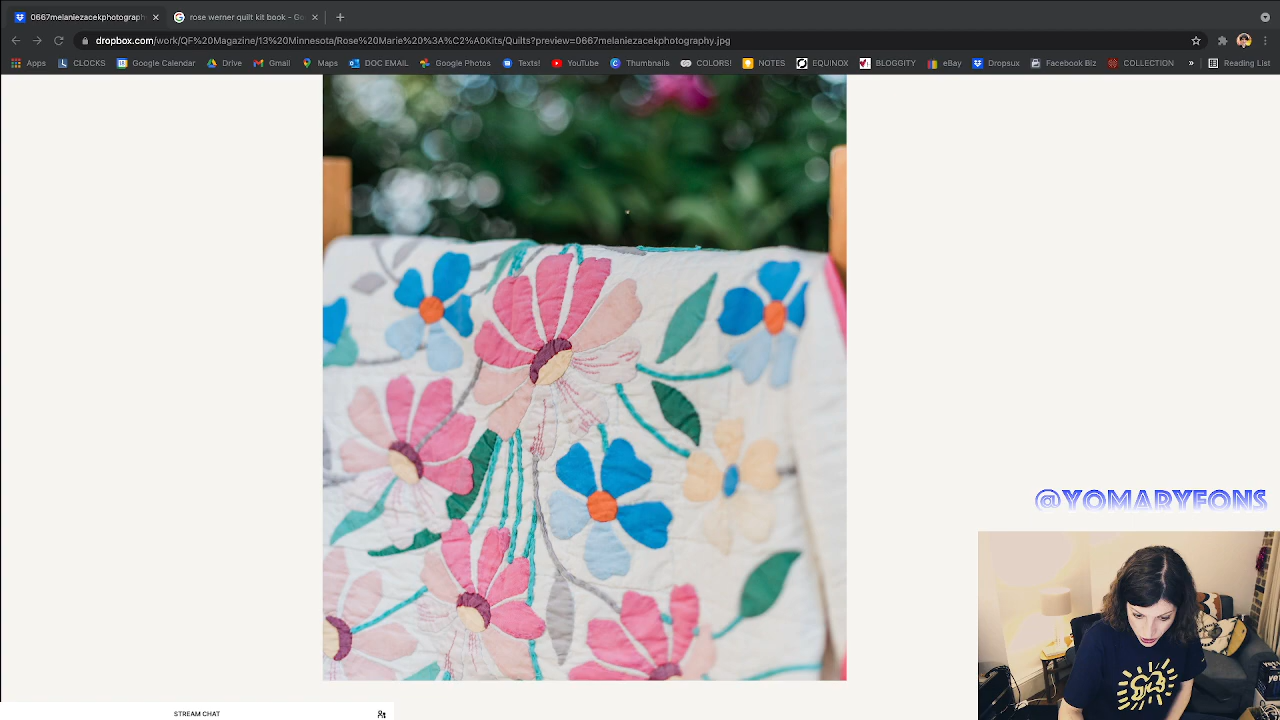 0667melaniezacekphotograph
rose werner quilt kit book - Go
dropbox.com/work/QF%20Magazine/13%20Minnesota/Rose%20Marie%20%3A%C2%A0Kits/Quilts?preview=0667melaniezacekphotography.jpg
Apps CLOCKS Google Calendar Drive Gmail Maps DOC EMAIL Google Photos Texts! YouTube Thumbnails COLORS! NOTES EQUINOX BLOGGITY eBay Dropsux Facebook Biz COLLECTION » Reading List
@YOMARYFONS
STREAM CHAT